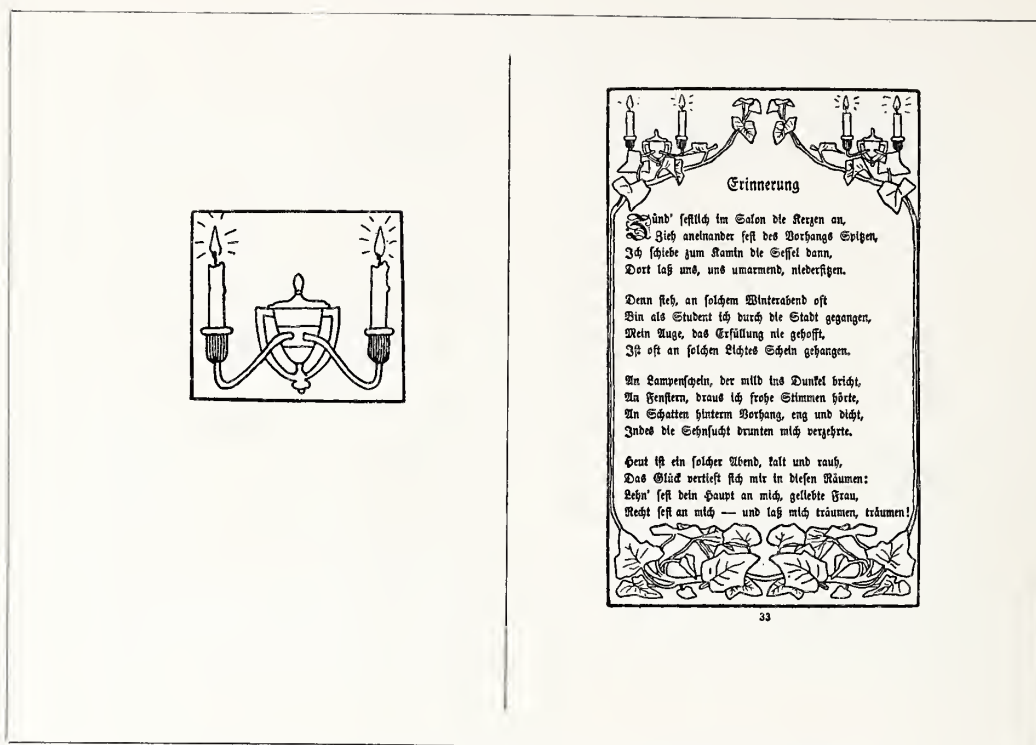 Erinnerung
Zünd' festlich im Salon die Kerzen an,
Zieh aneinander fest des Vorhangs Spitzen,
Ich schiebe zum Kamin die Sessel dann,
Dort laß uns, uns umarmend, niedersitzen.
Denn sieh, an solchem Winterabend oft
Bin als Student ich durch die Stadt gegangen,
Mein Auge, das Erfüllung nie gehofft,
Ist oft an solchen Lichtes Schein gehangen.
An Lampenschein, der mild ins Dunkel bricht,
An Fenstern, draus ich frohe Stimmen hörte,
An Schatten hinterm Vorhang, eng und dicht,
Indes die Sehnsucht drunten mich verzehrte.
Heut ist ein solcher Abend, kalt und rauh,
Das Glück vertieft sich mir in diesen Räumen:
Lehn' fest dein Haupt an mich, geliebte Frau,
Recht fest an mich — und laß mich träumen, träumen!
33